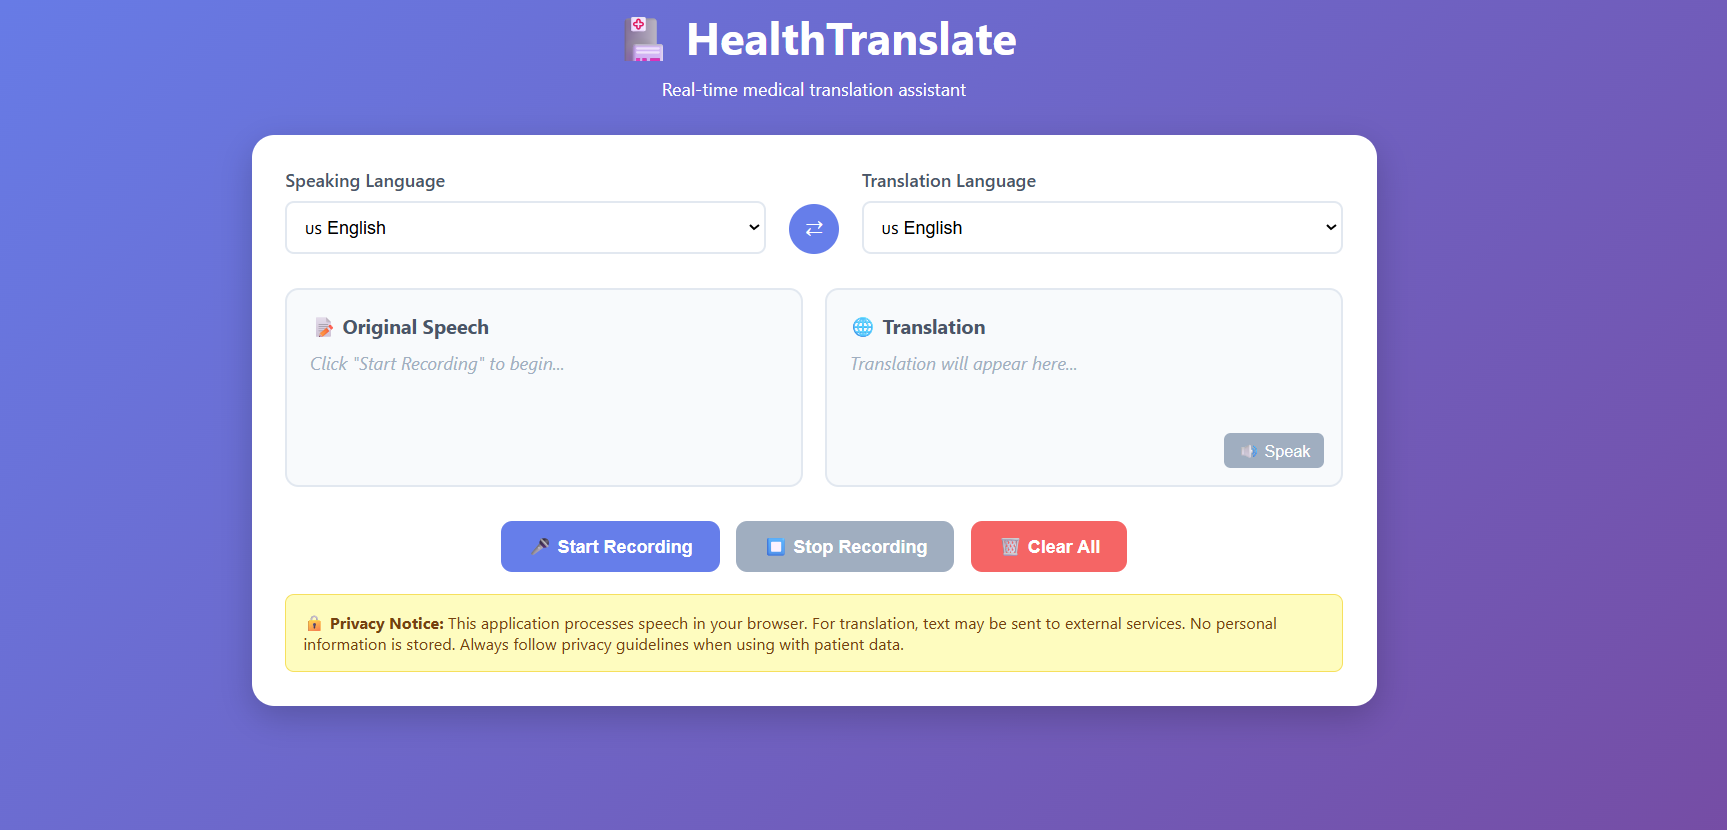 HealthTranslate
Real-time medical translation assistant
Speaking Language
us English
Translation Language
us English
Original Speech
Click "Start Recording" to begin...
Translation
Translation will appear here...
Speak
Start Recording
Stop Recording
Clear All
Privacy Notice: This application processes speech in your browser. For translation, text may be sent to external services. No personal
information is stored. Always follow privacy guidelines when using with patient data.